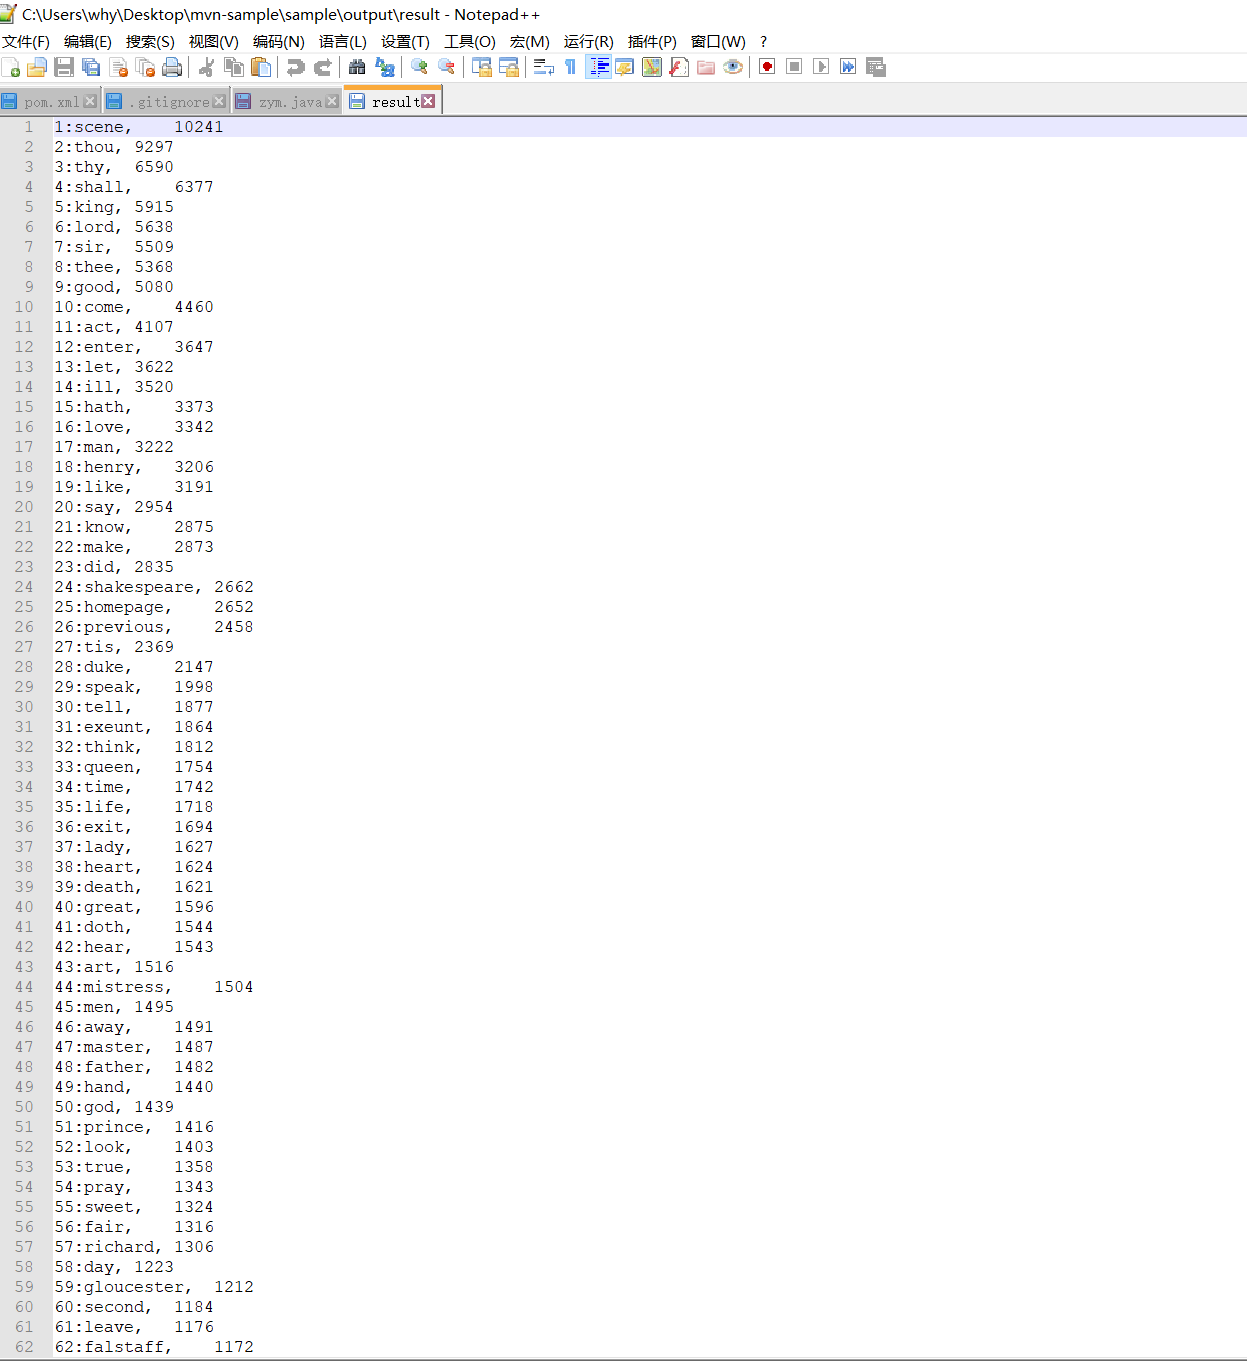 C:\Users\why\Desktop\mvn-sample\sample\output\result - Notepad++
文件(F) 编辑(E) 搜索(S) 视图(V) 编码(N) 语言(L) 设置(T) 工具(O) 宏(M) 运行(R) 插件(P) 窗口(W) ?
pom.xml .gitignore zym.java result
1 1:scene, 10241
2 2:thou, 9297
3 3:thy, 6590
4 4:shall, 6377
5 5:king, 5915
6 6:lord, 5638
7 7:sir, 5509
8 8:thee, 5368
9 9:good, 5080
10 10:come, 4460
11 11:act, 4107
12 12:enter, 3647
13 13:let, 3622
14 14:ill, 3520
15 15:hath, 3373
16 16:love, 3342
17 17:man, 3222
18 18:henry, 3206
19 19:like, 3191
20 20:say, 2954
21 21:know, 2875
22 22:make, 2873
23 23:did, 2835
24 24:shakespeare, 2662
25 25:homepage, 2652
26 26:previous, 2458
27 27:tis, 2369
28 28:duke, 2147
29 29:speak, 1998
30 30:tell, 1877
31 31:exeunt, 1864
32 32:think, 1812
33 33:queen, 1754
34 34:time, 1742
35 35:life, 1718
36 36:exit, 1694
37 37:lady, 1627
38 38:heart, 1624
39 39:death, 1621
40 40:great, 1596
41 41:doth, 1544
42 42:hear, 1543
43 43:art, 1516
44 44:mistress, 1504
45 45:men, 1495
46 46:away, 1491
47 47:master, 1487
48 48:father, 1482
49 49:hand, 1440
50 50:god, 1439
51 51:prince, 1416
52 52:look, 1403
53 53:true, 1358
54 54:pray, 1343
55 55:sweet, 1324
56 56:fair, 1316
57 57:richard, 1306
58 58:day, 1223
59 59:gloucester, 1212
60 60:second, 1184
61 61:leave, 1176
62 62:falstaff, 1172